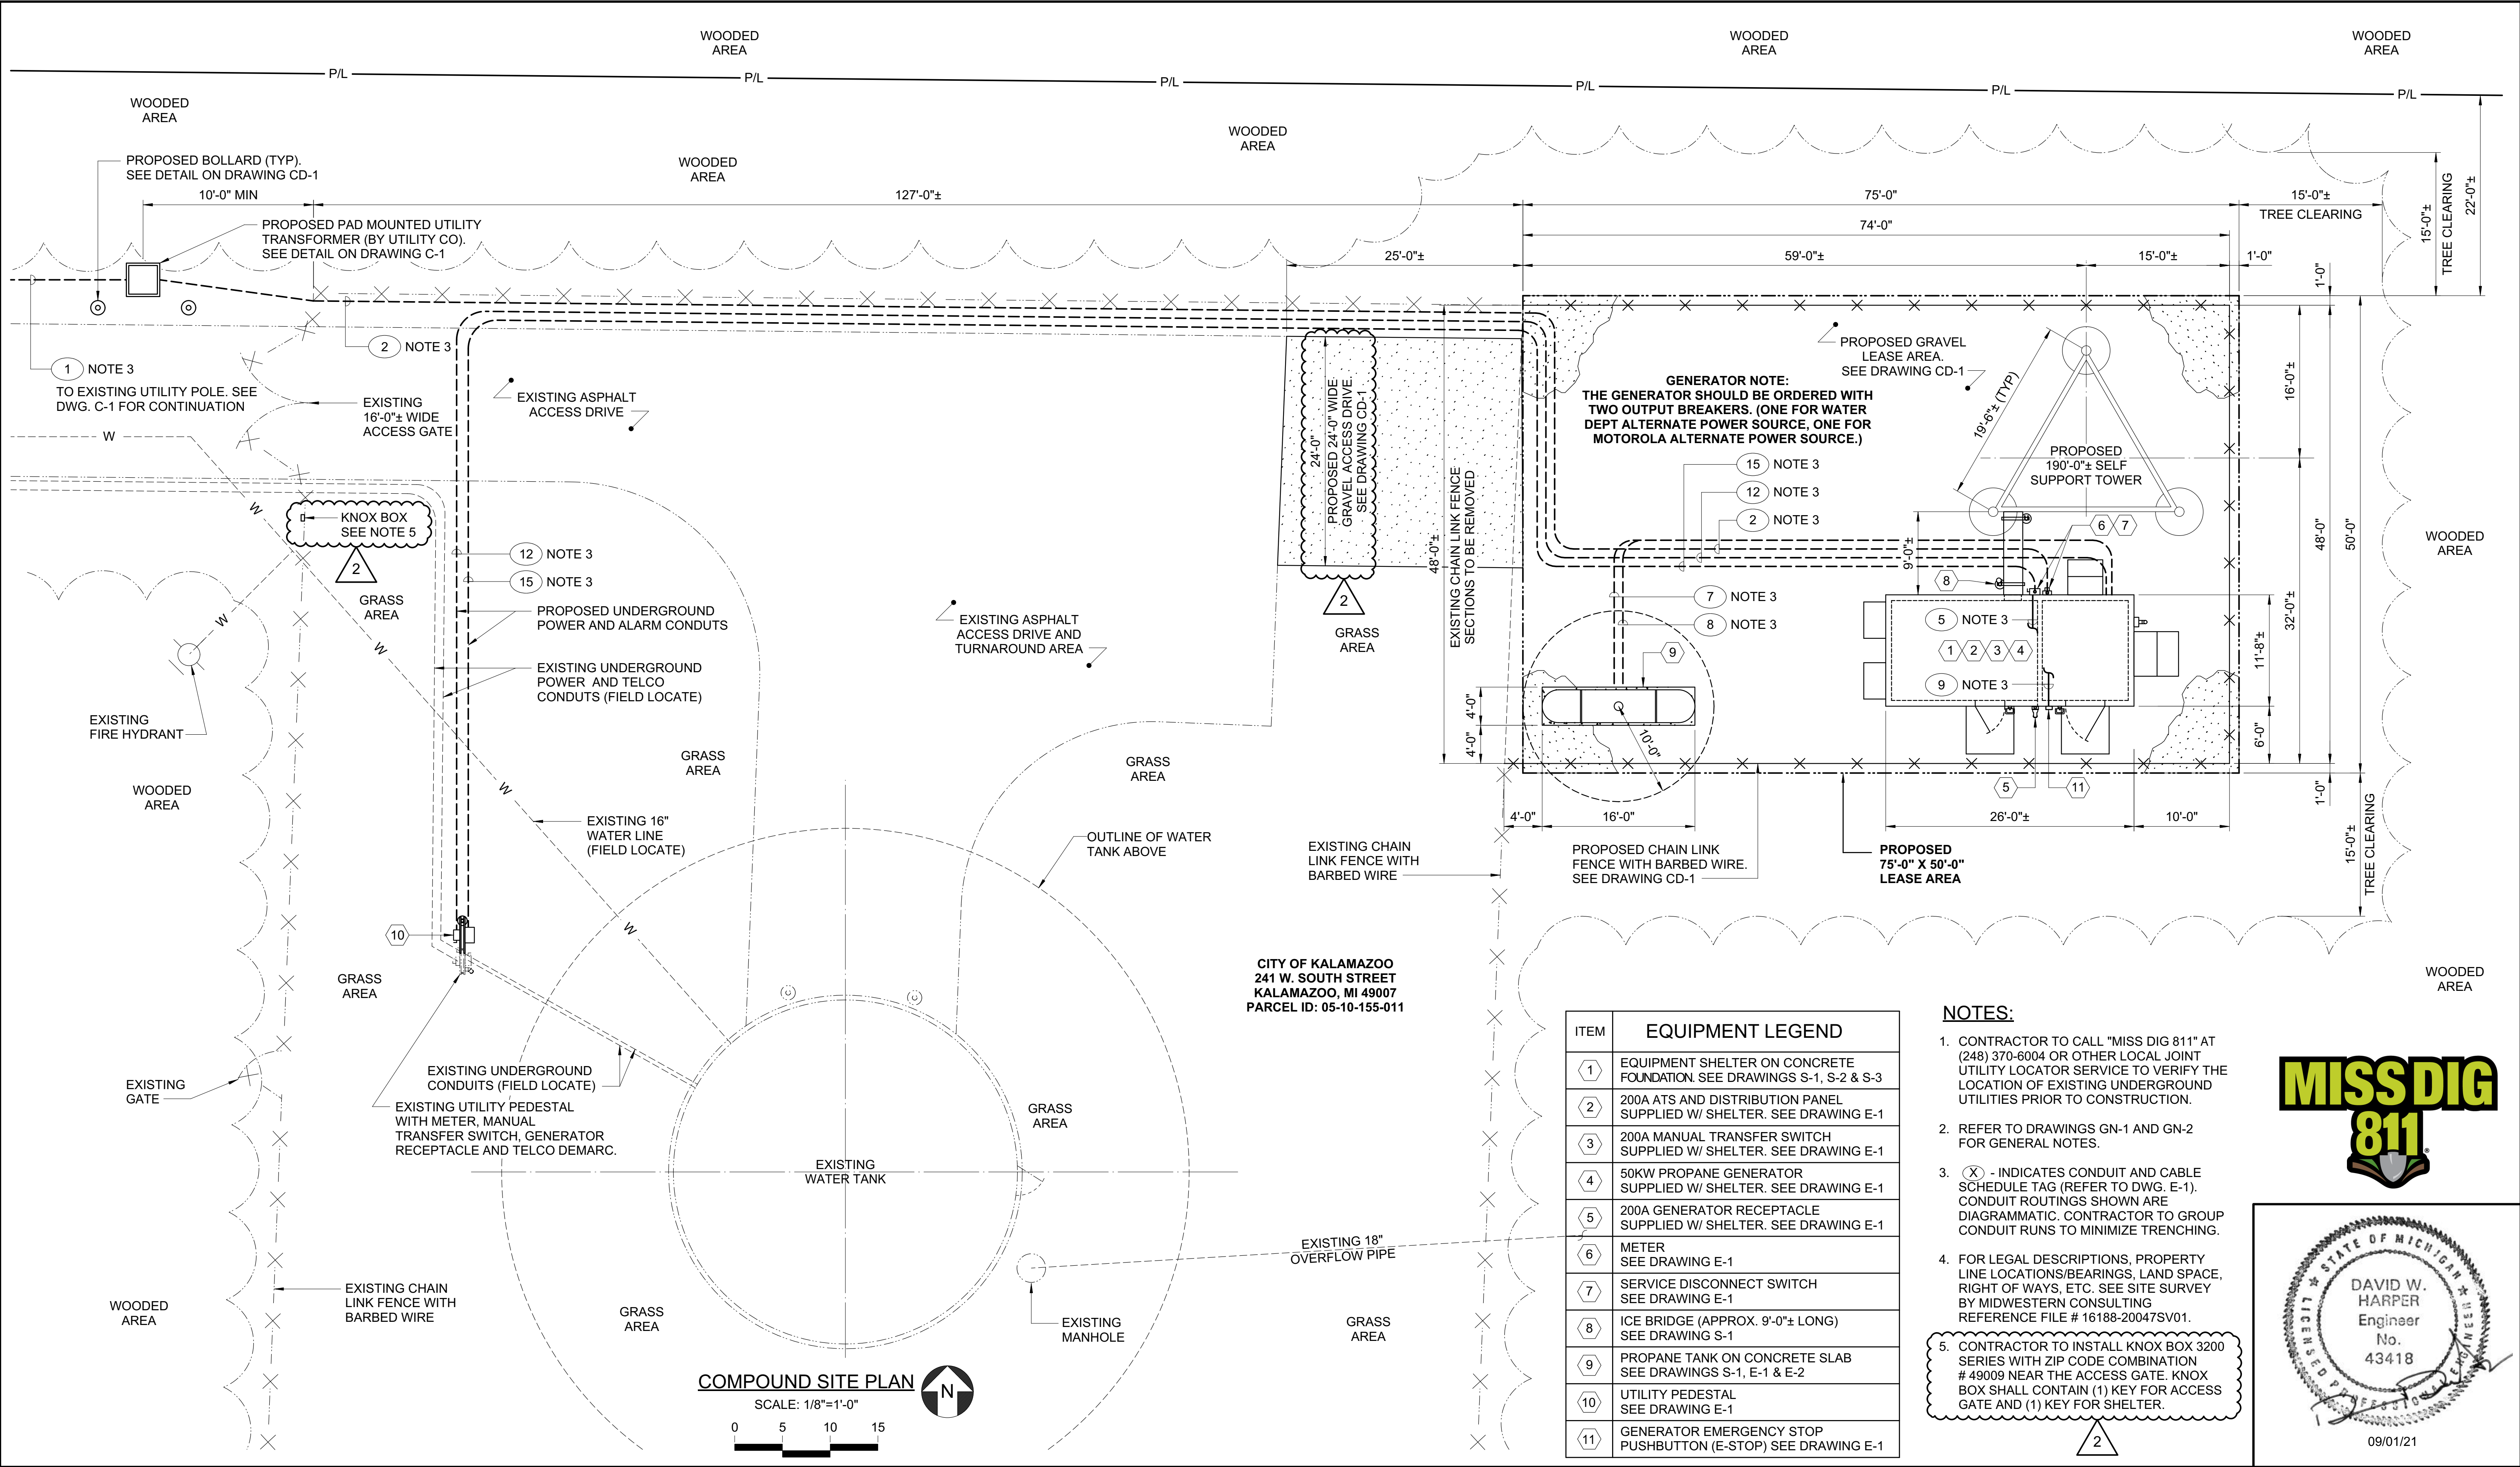 WOODED
AREA
WOODED
AREA
WOODED
AREA
P/L
P/L
P/L
P/L
P/L
P/L
WOODED
AREA
WOODED
AREA
WOODED
AREA
PROPOSED BOLLARD (TYP).
SEE DETAIL ON DRAWING CD-1
10'-0" MIN
127'-0"±
75'-0"
15'-0"±
TREE CLEARING
15'-0"±
TREE CLEARING
22'-0"±
PROPOSED PAD MOUNTED UTILITY
TRANSFORMER (BY UTILITY CO).
SEE DETAIL ON DRAWING C-1
74'-0"
25'-0"±
59'-0"±
15'-0"±
1'-0"
1'-0"
1 NOTE 3
TO EXISTING UTILITY POLE. SEE
DWG. C-1 FOR CONTINUATION
2 NOTE 3
EXISTING
16'-0"± WIDE
ACCESS GATE
EXISTING ASPHALT
ACCESS DRIVE
24'-0"
PROPOSED 24'-0" WIDE
GRAVEL ACCESS DRIVE.
SEE DRAWING CD-1
2
48'-0"±
EXISTING CHAIN LINK FENCE
SECTIONS TO BE REMOVED
PROPOSED GRAVEL
LEASE AREA.
SEE DRAWING CD-1
GENERATOR NOTE:
THE GENERATOR SHOULD BE ORDERED WITH
TWO OUTPUT BREAKERS. (ONE FOR WATER
DEPT ALTERNATE POWER SOURCE, ONE FOR
MOTOROLA ALTERNATE POWER SOURCE.)
19'-6"± (TYP)
PROPOSED
190'-0"± SELF
SUPPORT TOWER
16'-0"±
48'-0"
50'-0"
32'-0"±
15 NOTE 3
12 NOTE 3
2 NOTE 3
6 7
9'-0"±
8
7 NOTE 3
8 NOTE 3
5 NOTE 3
1 2 3 4
9 NOTE 3
11'-8"±
6'-0"
9
4'-0"
4'-0"
10'-0"
5
11
1'-0"
4'-0"
16'-0"
26'-0"±
10'-0"
15'-0"±
TREE CLEARING
WOODED
AREA
W
W
W
W
W
W
KNOX BOX
SEE NOTE 5
2
GRASS
AREA
12 NOTE 3
15 NOTE 3
PROPOSED UNDERGROUND
POWER AND ALARM CONDUTS
EXISTING UNDERGROUND
POWER AND TELCO
CONDUTS (FIELD LOCATE)
EXISTING ASPHALT
ACCESS DRIVE AND
TURNAROUND AREA
GRASS
AREA
EXISTING
FIRE HYDRANT
WOODED
AREA
GRASS
AREA
GRASS
AREA
EXISTING 16"
WATER LINE
(FIELD LOCATE)
OUTLINE OF WATER
TANK ABOVE
EXISTING CHAIN
LINK FENCE WITH
BARBED WIRE
PROPOSED CHAIN LINK
FENCE WITH BARBED WIRE.
SEE DRAWING CD-1
PROPOSED
75'-0" X 50'-0"
LEASE AREA
10
GRASS
AREA
CITY OF KALAMAZOO
241 W. SOUTH STREET
KALAMAZOO, MI 49007
PARCEL ID: 05-10-155-011
WOODED
AREA
C
C
EXISTING
GATE
EXISTING UNDERGROUND
CONDUITS (FIELD LOCATE)
EXISTING UTILITY PEDESTAL
WITH METER, MANUAL
TRANSFER SWITCH, GENERATOR
RECEPTACLE AND TELCO DEMARC.
GRASS
AREA
EXISTING
WATER TANK
EXISTING 18"
OVERFLOW PIPE
EXISTING CHAIN
LINK FENCE WITH
BARBED WIRE
WOODED
AREA
GRASS
AREA
EXISTING
MANHOLE
GRASS
AREA
COMPOUND SITE PLAN
N
SCALE: 1/8"=1'-0"
0 5 10 15
ITEM EQUIPMENT LEGEND
1 EQUIPMENT SHELTER ON CONCRETE
FOUNDATION. SEE DRAWINGS S-1, S-2 & S-3
2 200A ATS AND DISTRIBUTION PANEL
SUPPLIED W/ SHELTER. SEE DRAWING E-1
3 200A MANUAL TRANSFER SWITCH
SUPPLIED W/ SHELTER. SEE DRAWING E-1
4 50KW PROPANE GENERATOR
SUPPLIED W/ SHELTER. SEE DRAWING E-1
5 200A GENERATOR RECEPTACLE
SUPPLIED W/ SHELTER. SEE DRAWING E-1
6 METER
SEE DRAWING E-1
7 SERVICE DISCONNECT SWITCH
SEE DRAWING E-1
8 ICE BRIDGE (APPROX. 9'-0"± LONG)
SEE DRAWING S-1
9 PROPANE TANK ON CONCRETE SLAB
SEE DRAWINGS S-1, E-1 & E-2
10 UTILITY PEDESTAL
SEE DRAWING E-1
11 GENERATOR EMERGENCY STOP
PUSHBUTTON (E-STOP) SEE DRAWING E-1
NOTES:
1. CONTRACTOR TO CALL "MISS DIG 811" AT
(248) 370-6004 OR OTHER LOCAL JOINT
UTILITY LOCATOR SERVICE TO VERIFY THE
LOCATION OF EXISTING UNDERGROUND
UTILITIES PRIOR TO CONSTRUCTION.
2. REFER TO DRAWINGS GN-1 AND GN-2
FOR GENERAL NOTES.
3. X - INDICATES CONDUIT AND CABLE
SCHEDULE TAG (REFER TO DWG. E-1).
CONDUIT ROUTINGS SHOWN ARE
DIAGRAMMATIC. CONTRACTOR TO GROUP
CONDUIT RUNS TO MINIMIZE TRENCHING.
4. FOR LEGAL DESCRIPTIONS, PROPERTY
LINE LOCATIONS/BEARINGS, LAND SPACE,
RIGHT OF WAYS, ETC. SEE SITE SURVEY
BY MIDWESTERN CONSULTING
REFERENCE FILE # 16188-20047SV01.
5. CONTRACTOR TO INSTALL KNOX BOX 3200
SERIES WITH ZIP CODE COMBINATION
# 49009 NEAR THE ACCESS GATE. KNOX
BOX SHALL CONTAIN (1) KEY FOR ACCESS
GATE AND (1) KEY FOR SHELTER.
2
MISS DIG
811®
STATE OF MICHIGAN
DAVID W.
HARPER
Engineer
No.
43418
LICENSED PROFESSIONAL ENGINEER
09/01/21